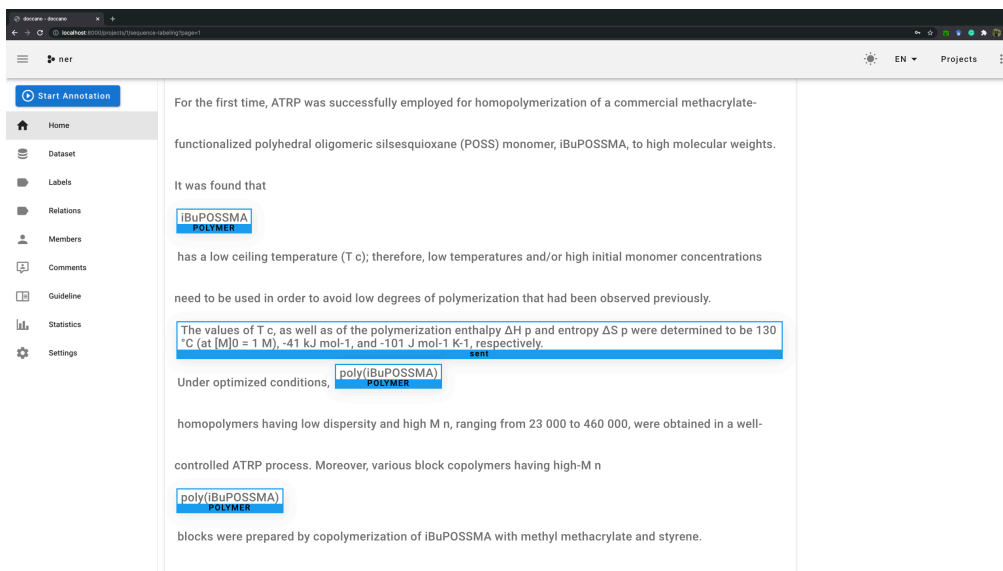 doccano - doccano
localhost:8000/projects/1/sequence-labeling?page=1
ner
EN
Projects
Start Annotation
Home
Dataset
Labels
Relations
Members
Comments
Guideline
Statistics
Settings
For the first time, ATRP was successfully employed for homopolymerization of a commercial methacrylate-
functionalized polyhedral oligomeric silsesquioxane (POSS) monomer, iBuPOSSMA, to high molecular weights.
It was found that
iBuPOSSMA
POLYMER
has a low ceiling temperature (T c); therefore, low temperatures and/or high initial monomer concentrations
need to be used in order to avoid low degrees of polymerization that had been observed previously.
The values of T c, as well as of the polymerization enthalpy ΔH p and entropy ΔS p were determined to be 130
°C (at [M]0 = 1 M), -41 kJ mol-1, and -101 J mol-1 K-1, respectively.
sent
Under optimized conditions, poly(iBuPOSSMA)
POLYMER
homopolymers having low dispersity and high M n, ranging from 23 000 to 460 000, were obtained in a well-
controlled ATRP process. Moreover, various block copolymers having high-M n
poly(iBuPOSSMA)
POLYMER
blocks were prepared by copolymerization of iBuPOSSMA with methyl methacrylate and styrene.